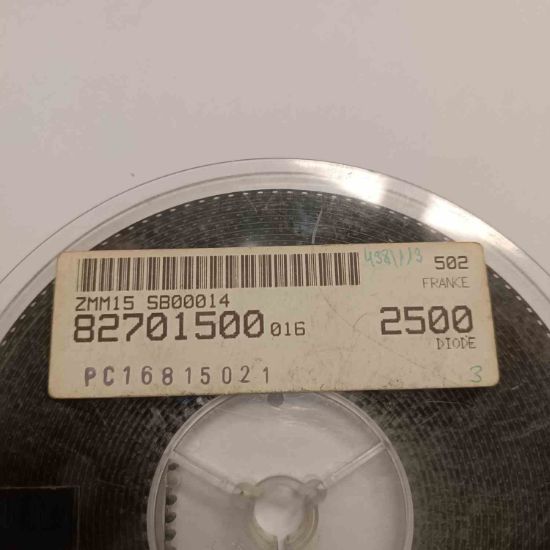 502
FRANCE
ZMM15 SB00014
82701500 016
2500
DIODE
PC16815021
3